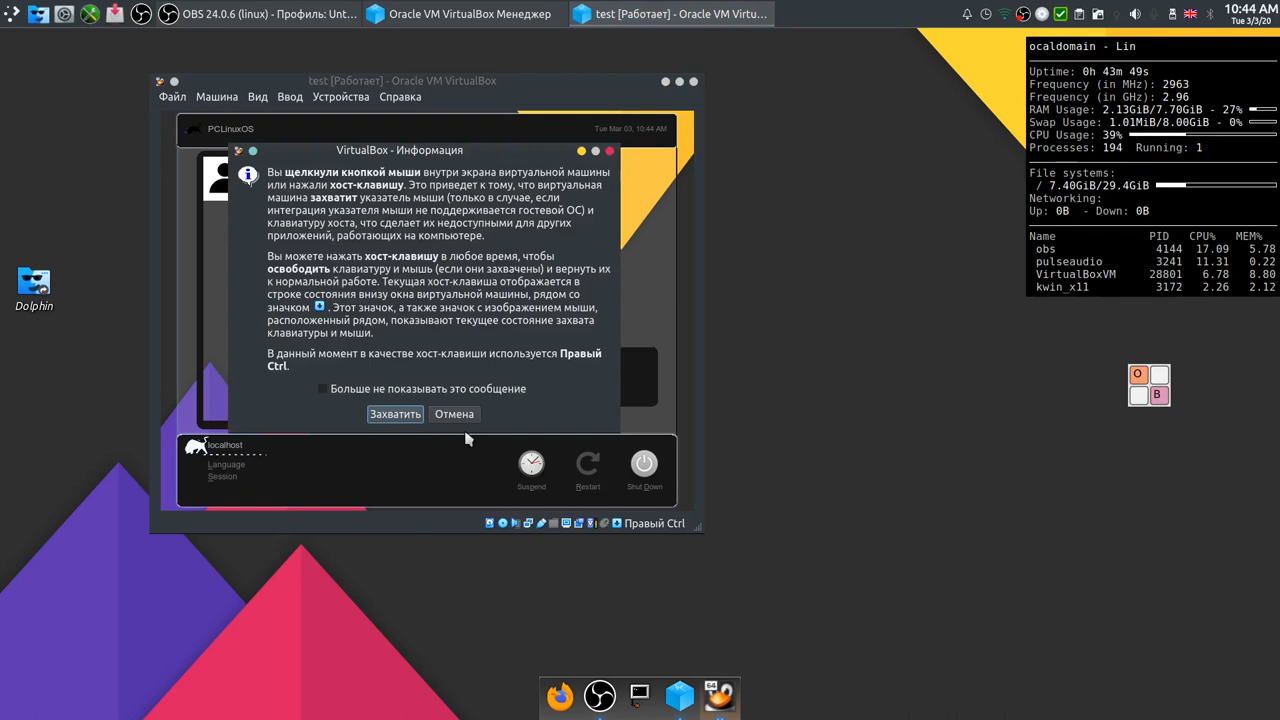 OBS 24.0.6 (linux) - Профиль: Unt...
Oracle VM VirtualBox Менеджер
test [Работает] - Oracle VM Virtu...
10:44 AM
Tue 3/3/20
test [Работает] - Oracle VM VirtualBox
Файл Машина Вид Ввод Устройства Справка
PCLinuxOS
Tue Mar 03, 10:44 AM
VirtualBox - Информация
Вы щелкнули кнопкой мыши внутри экрана виртуальной машины
или нажали хост-клавишу. Это приведет к тому, что виртуальная
машина захватит указатель мыши (только в случае, если
интеграция указателя мыши не поддерживается гостевой ОС) и
клавиатуру хоста, что сделает их недоступными для других
приложений, работающих на компьютере.
Вы можете нажать хост-клавишу в любое время, чтобы
освободить клавиатуру и мышь (если они захвачены) и вернуть их
к нормальной работе. Текущая хост-клавиша отображается в
строке состояния внизу окна виртуальной машины, рядом со
значком . Этот значок, а также значок с изображением мыши,
расположенный рядом, показывают текущее состояние захвата
клавиатуры и мыши.
В данный момент в качестве хост-клавиши используется Правый
Ctrl.
Больше не показывать это сообщение
Захватить Отмена
localhost
Language
Session
Suspend Restart Shut Down
Правый Ctrl
Dolphin
ocaldomain - Lin
Uptime: 0h 43m 49s
Frequency (in MHz): 2963
Frequency (in GHz): 2.96
RAM Usage: 2.13GiB/7.70GiB - 27%
Swap Usage: 1.01MiB/8.00GiB - 0%
CPU Usage: 39%
Processes: 194 Running: 1
File systems:
/ 7.40GiB/29.4GiB
Networking:
Up: 0B - Down: 0B
Name PID CPU% MEM%
obs 4144 17.09 5.78
pulseaudio 3241 11.31 0.22
VirtualBoxVM 28801 6.78 8.80
kwin_x11 3172 2.26 2.12
O
B
64